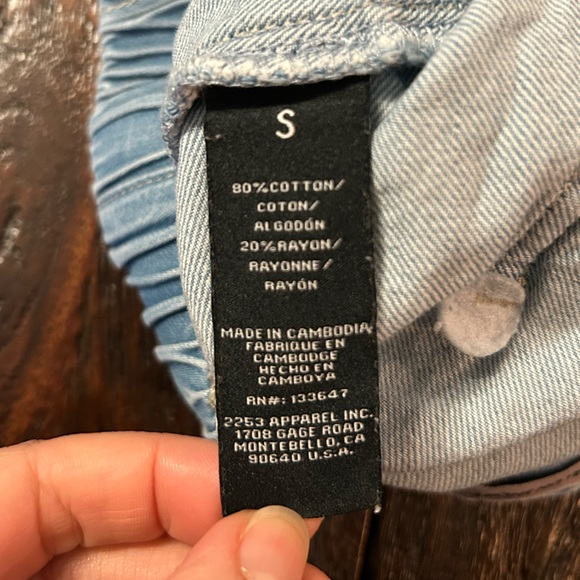 S
80%COTTON/
COTON/
ALGODÓN
20%RAYON/
RAYONNE/
RAYÓN
MADE IN CAMBODIA/
FABRIQUE EN
CAMBODGE
HECHO EN
CAMBOYA
RN#: 133647
2253 APPAREL INC.
1708 GAGE ROAD
MONTEBELLO, CA
90640 U.S.A.